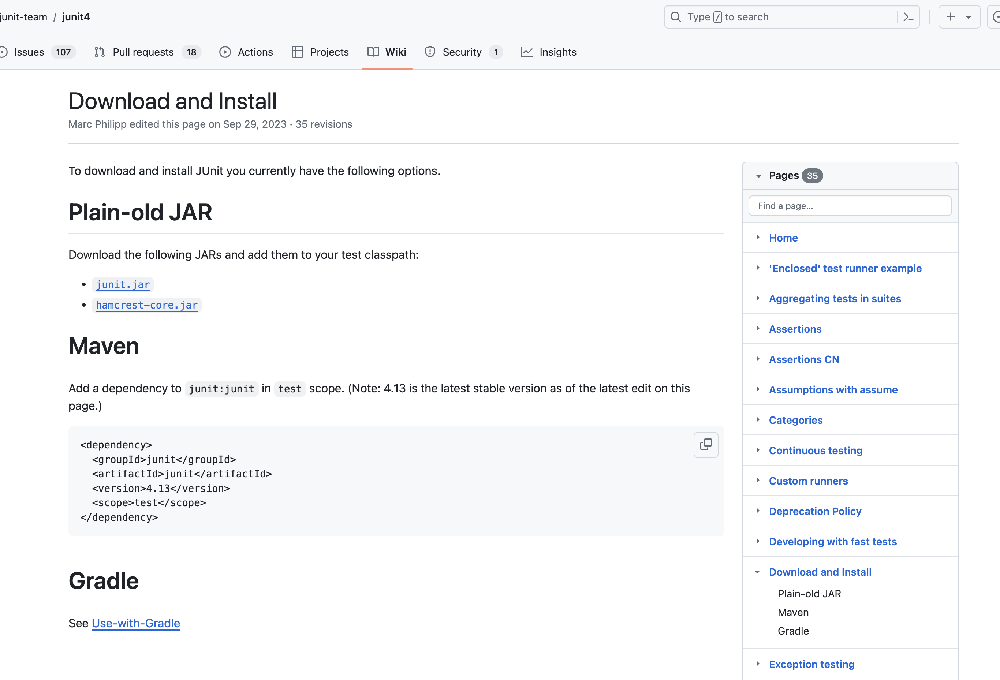 junit-team / junit4
Type / to search
Issues 107 Pull requests 18 Actions Projects Wiki Security 1 Insights
Download and Install
Marc Philipp edited this page on Sep 29, 2023 · 35 revisions
To download and install JUnit you currently have the following options.
Plain-old JAR
Download the following JARs and add them to your test classpath:
• junit.jar
• hamcrest-core.jar
Maven
Add a dependency to junit:junit in test scope. (Note: 4.13 is the latest stable version as of the latest edit on this
page.)
<dependency>
  <groupId>junit</groupId>
  <artifactId>junit</artifactId>
  <version>4.13</version>
  <scope>test</scope>
</dependency>
Gradle
See Use-with-Gradle
Pages 35
Find a page...
Home
'Enclosed' test runner example
Aggregating tests in suites
Assertions
Assertions CN
Assumptions with assume
Categories
Continuous testing
Custom runners
Deprecation Policy
Developing with fast tests
Download and Install
Plain-old JAR
Maven
Gradle
Exception testing